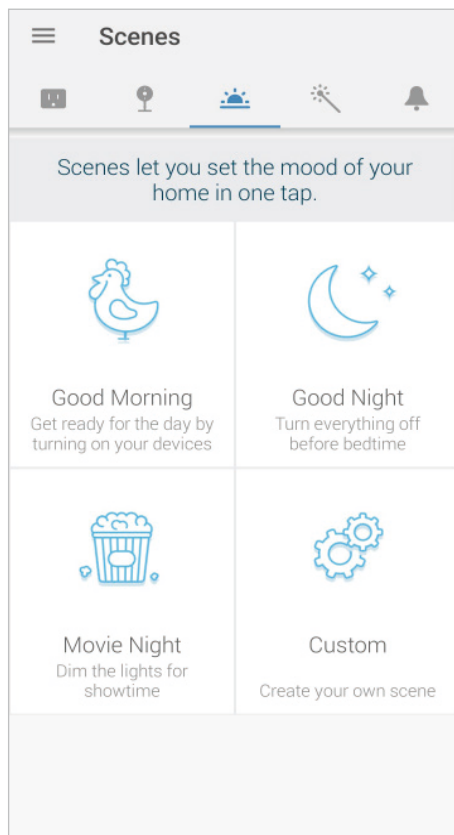 Scenes
Scenes let you set the mood of your
home in one tap.
Good Morning
Get ready for the day by
turning on your devices
Good Night
Turn everything off
before bedtime
Movie Night
Dim the lights for
showtime
Custom
Create your own scene